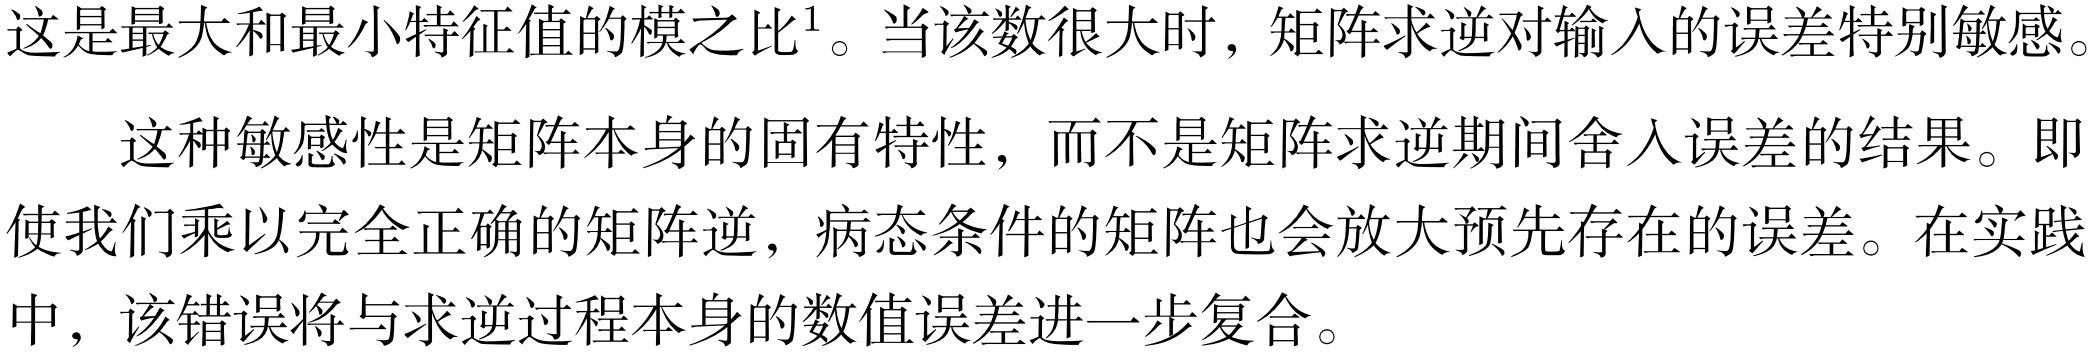 这是最大和最小特征值的模之比¹。当该数很大时，矩阵求逆对输入的误差特别敏感。
这种敏感性是矩阵本身的固有特性，而不是矩阵求逆期间舍入误差的结果。即
使我们乘以完全正确的矩阵逆，病态条件的矩阵也会放大预先存在的误差。在实践
中，该错误将与求逆过程本身的数值误差进一步复合。